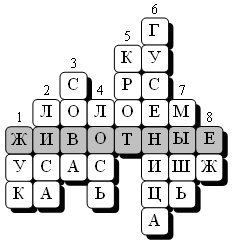 6
Г
5
К У
3
С Р С
2 4 7
Л О Л О Е М
1 8
Ж И В О Т Н Ы Е
У С А С И Ш Ж
К А Ь Ц Ь
А